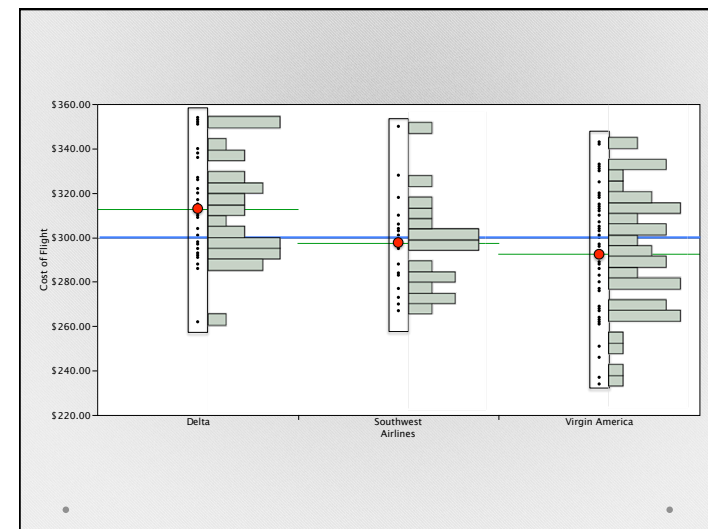 $360.00
$340.00
$320.00
$300.00
$280.00
$260.00
$240.00
$220.00
Cost of Flight
Delta
Southwest
Airlines
Virgin America